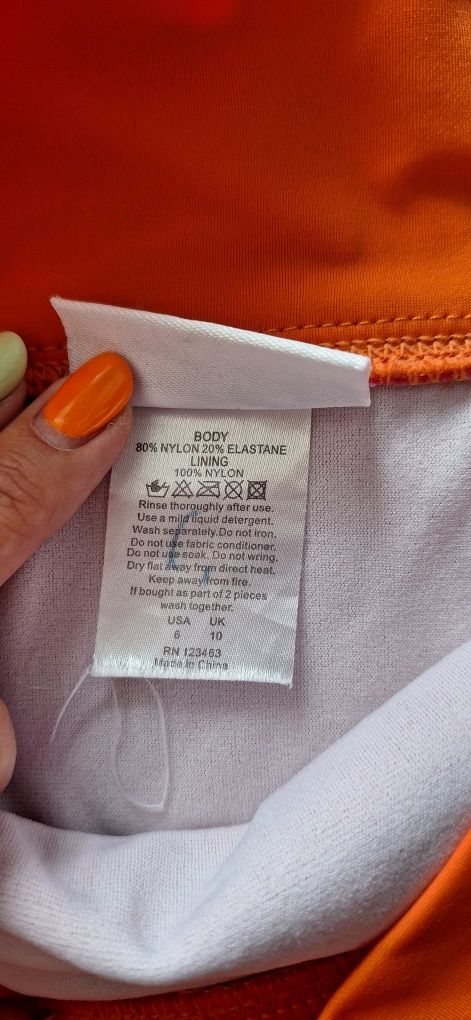 BODY
80% NYLON 20% ELASTANE
LINING
100% NYLON
Rinse thoroughly after use.
Use a mild liquid detergent.
Wash separately.Do not iron.
Do not use fabric conditioner.
Do not use soak. Do not wring.
Dry flat away from direct heat.
Keep away from fire.
If bought as part of 2 pieces
wash together.
USA UK
6 10
RN 123463
Made in China